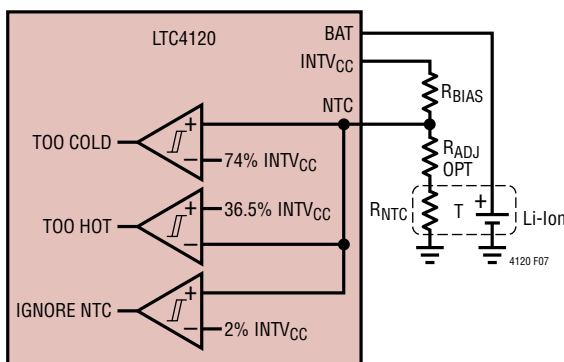 LTC4120
BAT
INTVCC
NTC
RBIAS
RADJ
OPT
RNTC
T
+
Li-Ion
TOO COLD
+
–
74% INTVCC
TOO HOT
+
–
36.5% INTVCC
IGNORE NTC
+
–
2% INTVCC
4120 F07